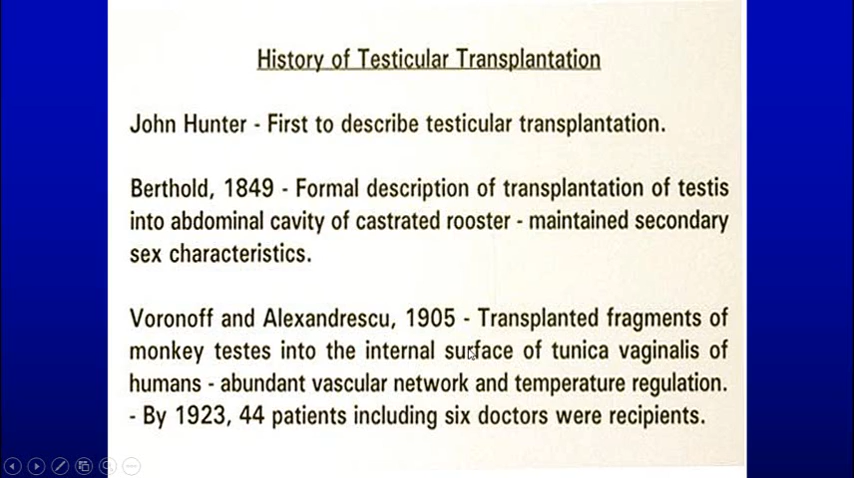 History of Testicular Transplantation
John Hunter - First to describe testicular transplantation.
Berthold, 1849 - Formal description of transplantation of testis
into abdominal cavity of castrated rooster - maintained secondary
sex characteristics.
Voronoff and Alexandrescu, 1905 - Transplanted fragments of
monkey testes into the internal surface of tunica vaginalis of
humans - abundant vascular network and temperature regulation.
- By 1923, 44 patients including six doctors were recipients.